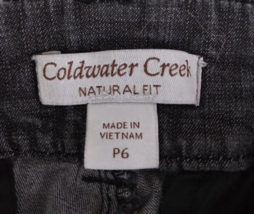 Coldwater Creek
NATURAL FIT
MADE IN
VIETNAM
P6